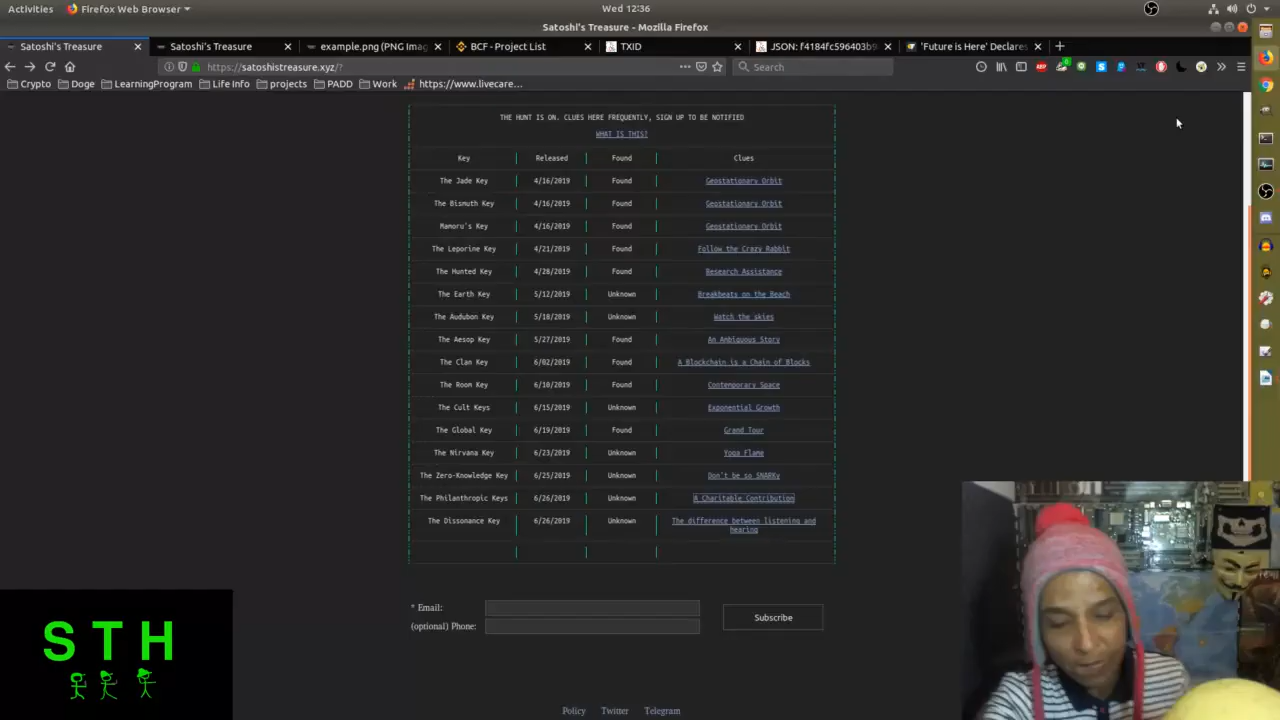 Activities Firefox Web Browser Wed 12:36
Satoshi's Treasure - Mozilla Firefox
Satoshi's Treasure Satoshi's Treasure example.png (PNG Imag BCF - Project List TXID JSON: f4184fc596403b9 'Future is Here' Declares
https://satoshistreasure.xyz/? Search
Crypto Doge LearningProgram Life Info projects PADD Work https://www.livecare...
THE HUNT IS ON. CLUES HERE FREQUENTLY, SIGN UP TO BE NOTIFIED
WHAT IS THIS?
Key Released Found Clues
The Jade Key 4/16/2019 Found Geostationary Orbit
The Bismuth Key 4/16/2019 Found Geostationary Orbit
Mamoru's Key 4/16/2019 Found Geostationary Orbit
The Leporine Key 4/21/2019 Found Follow the Crazy Rabbit
The Hunted Key 4/28/2019 Found Research Assistance
The Earth Key 5/12/2019 Unknown Breakbeats on the Beach
The Audubon Key 5/18/2019 Unknown Watch the skies
The Aesop Key 5/27/2019 Found An Ambiguous Story
The Clan Key 6/02/2019 Found A Blockchain is a Chain of Blocks
The Room Key 6/10/2019 Found Contemporary Space
The Cult Keys 6/15/2019 Unknown Exponential Growth
The Global Key 6/19/2019 Found Grand Tour
The Nirvana Key 6/23/2019 Unknown Yoga Flame
The Zero-Knowledge Key 6/25/2019 Unknown Don't be so SNARKy
The Philanthropic Keys 6/26/2019 Unknown A Charitable Contribution
The Dissonance Key 6/26/2019 Unknown The difference between listening and
hearing
* Email:
(optional) Phone:
Subscribe
Policy Twitter Telegram
STH